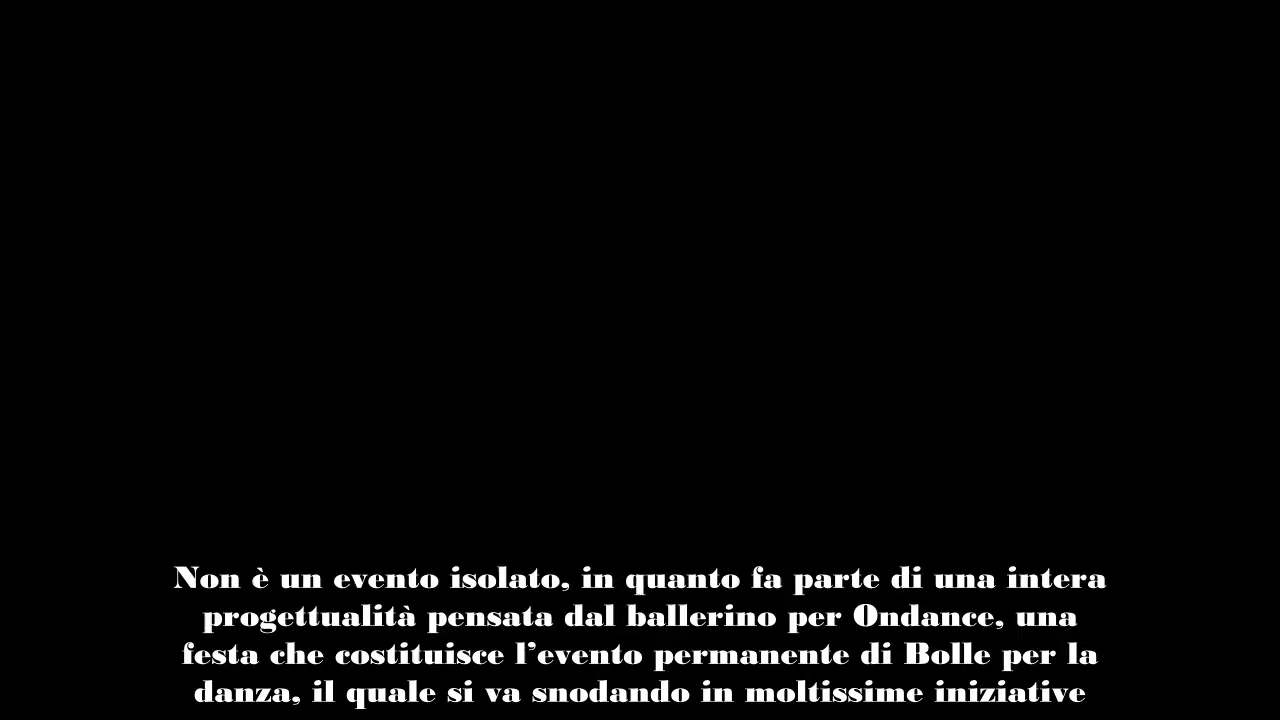 Non è un evento isolato, in quanto fa parte di una intera
progettualità pensata dal ballerino per Ondance, una
festa che costituisce l’evento permanente di Bolle per la
danza, il quale si va snodando in moltissime iniziative